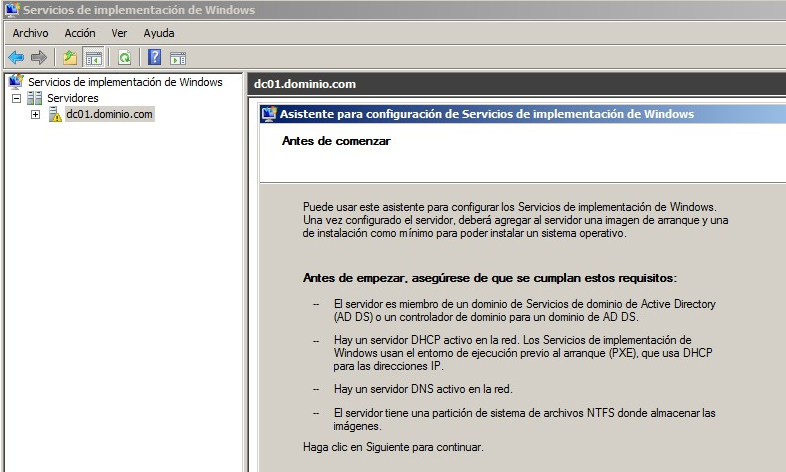 Servicios de implementación de Windows
Archivo Acción Ver Ayuda
Servicios de implementación de Windows
Servidores
dc01.dominio.com
dc01.dominio.com
Asistente para configuración de Servicios de implementación de Windows
Antes de comenzar
Puede usar este asistente para configurar los Servicios de implementación de Windows.
Una vez configurado el servidor, deberá agregar al servidor una imagen de arranque y una
de instalación como mínimo para poder instalar un sistema operativo.
Antes de empezar, asegúrese de que se cumplan estos requisitos:
-- El servidor es miembro de un dominio de Servicios de dominio de Active Directory
(AD DS) o un controlador de dominio para un dominio de AD DS.
-- Hay un servidor DHCP activo en la red. Los Servicios de implementación de
Windows usan el entorno de ejecución previo al arranque (PXE), que usa DHCP
para las direcciones IP.
-- Hay un servidor DNS activo en la red.
-- El servidor tiene una partición de sistema de archivos NTFS donde almacenar las
imágenes.
Haga clic en Siguiente para continuar.